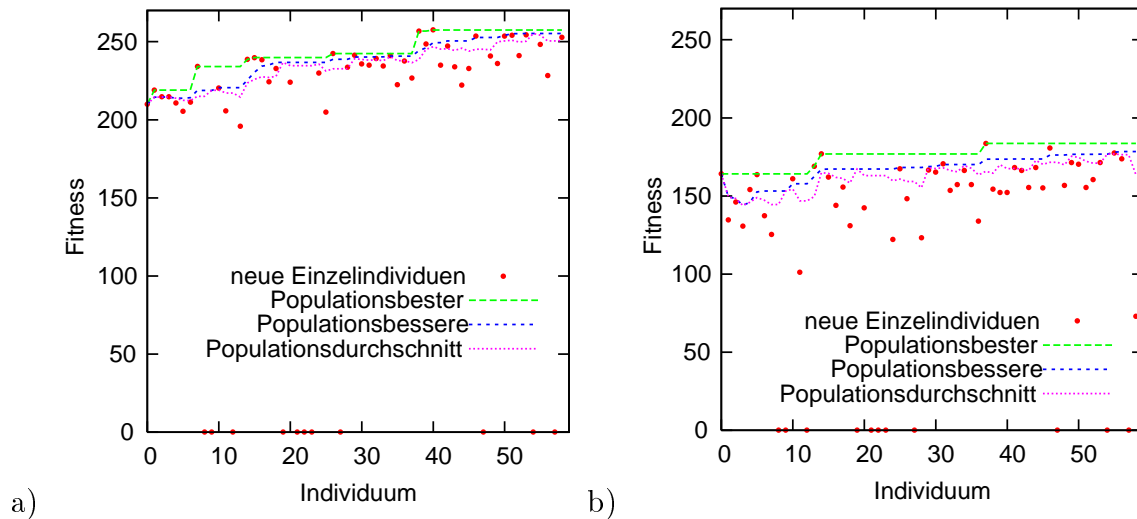 250
200
150
100
50
0
Fitness
0 10 20 30 40 50
Individuum
neue Einzelindividuen
Populationsbester
Populationsbessere
Populationsdurchschnitt
a)
250
200
150
100
50
0
Fitness
0 10 20 30 40 50
Individuum
neue Einzelindividuen
Populationsbester
Populationsbessere
Populationsdurchschnitt
b)